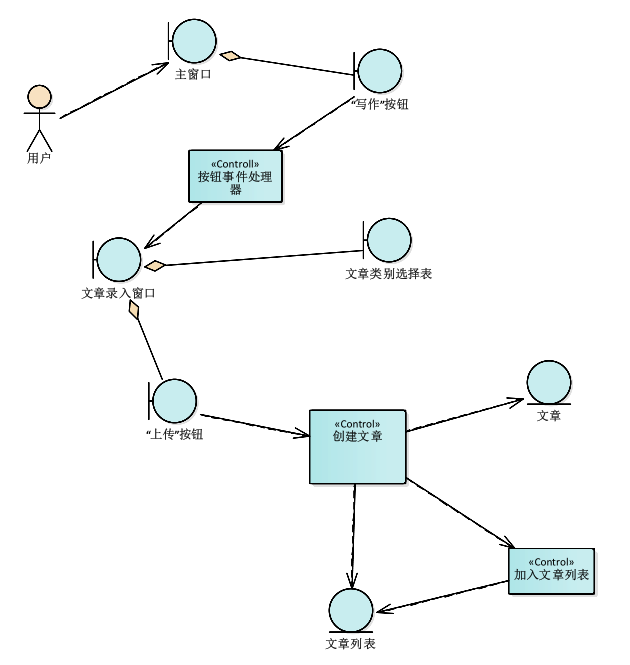 主窗口
"写作"按钮
用户
«Controll»
按钮事件处理
器
文章类别选择表
文章录入窗口
文章
"上传"按钮
«Control»
创建文章
«Control»
加入文章列表
文章列表